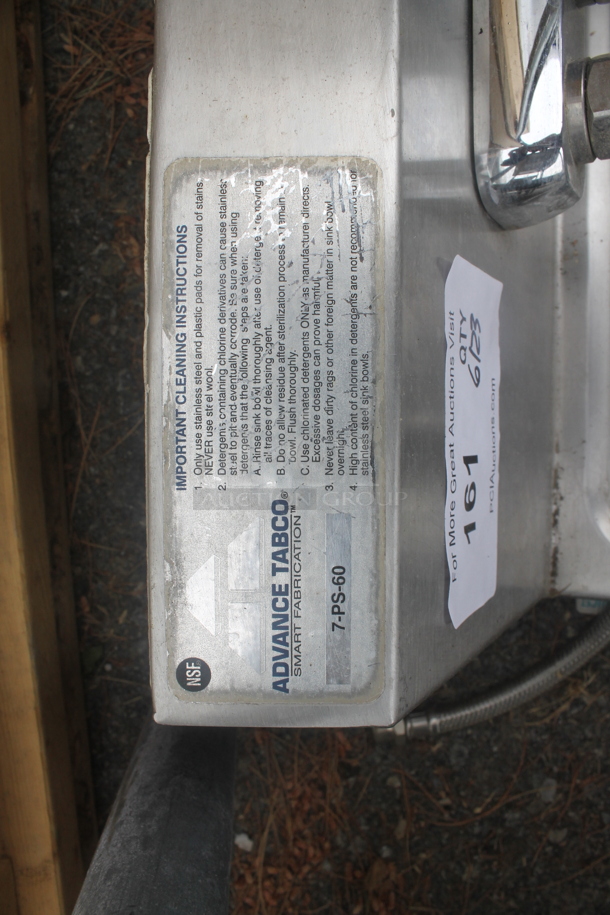 IMPORTANT CLEANING INSTRUCTIONS
1. Only use stainless steel and plastic pads for removal of stains.
NEVER use steel wool.
2. Detergents containing chlorine derivatives can cause stainless
steel to pit and eventually corrode. Be sure when using
detergents that the following steps are taken:
A. Rinse sink bowl thoroughly after use of detergent removing
all traces of cleansing agent.
B. Do no allow residue after sterilization process remain
bowl. Flush thoroughly.
C. Use chlorinated detergents ONLY as manufacturer directs.
Excessive dosages can prove harmful.
3. Never leave dirty rags or other foreign matter in sink bowl
overnight.
4. High content of chlorine in detergents are not recommended for
stainless steel sink bowls.
NSF
ADVANCE TABCO®
SMART FABRICATION™
7-PS-60
AUCTION GROUP
For More Great Auctions Visit
161
QTY
6/23
PCIAuctions.com